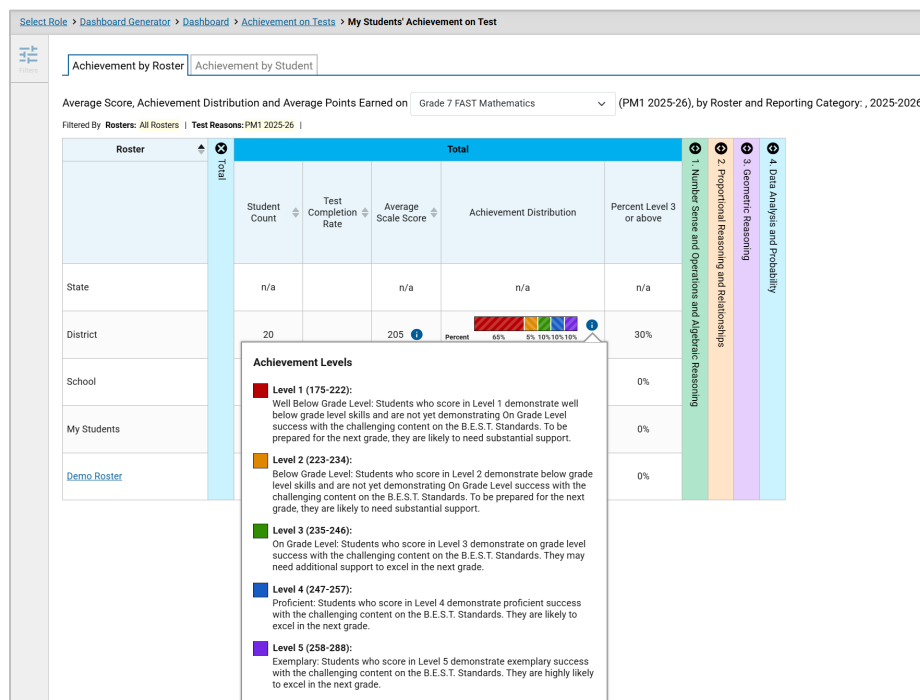 Select Role > Dashboard Generator > Dashboard > Achievement on Tests > My Students' Achievement on Test
Filters
Achievement by Roster
Achievement by Student
Average Score, Achievement Distribution and Average Points Earned on Grade 7 FAST Mathematics (PM1 2025-26), by Roster and Reporting Category: , 2025-2026
Filtered By Rosters: All Rosters | Test Reasons: PM1 2025-26 |
Roster
Total
Total
Student Count
Test Completion Rate
Average Scale Score
Achievement Distribution
Percent Level 3 or above
1. Number Sense and Operations and Algebraic Reasoning
2. Proportional Reasoning and Relationships
3. Geometric Reasoning
4. Data Analysis and Probability
State n/a n/a n/a n/a
District 20 205 Percent 65% 5% 10% 10% 10% 30%
School 0%
My Students 0%
Demo Roster 0%
Achievement Levels
Level 1 (175-222):
Well Below Grade Level: Students who score in Level 1 demonstrate well
below grade level skills and are not yet demonstrating On Grade Level
success with the challenging content on the B.E.S.T. Standards. To be
prepared for the next grade, they are likely to need substantial support.
Level 2 (223-234):
Below Grade Level: Students who score in Level 2 demonstrate below grade
level skills and are not yet demonstrating On Grade Level success with the
challenging content on the B.E.S.T. Standards. To be prepared for the next
grade, they are likely to need substantial support.
Level 3 (235-246):
On Grade Level: Students who score in Level 3 demonstrate on grade level
success with the challenging content on the B.E.S.T. Standards. They may
need additional support to excel in the next grade.
Level 4 (247-257):
Proficient: Students who score in Level 4 demonstrate proficient success
with the challenging content on the B.E.S.T. Standards. They are likely to
excel in the next grade.
Level 5 (258-288):
Exemplary: Students who score in Level 5 demonstrate exemplary success
with the challenging content on the B.E.S.T. Standards. They are highly likely
to excel in the next grade.